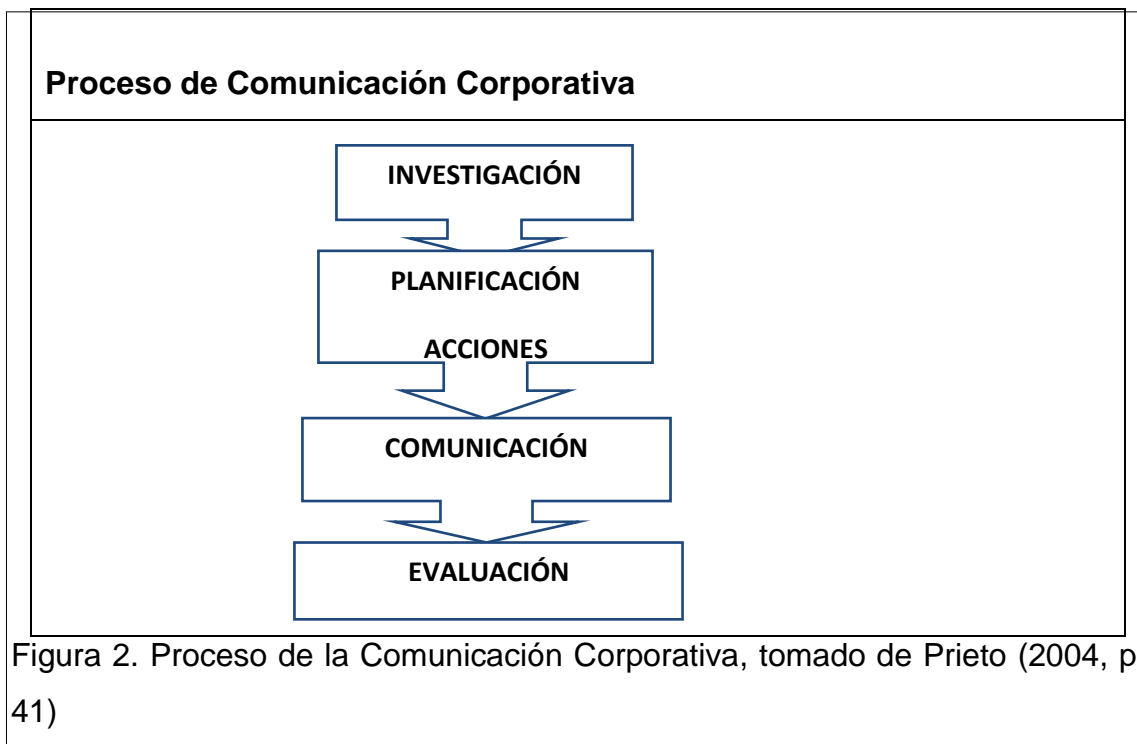 Proceso de Comunicación Corporativa
INVESTIGACIÓN
PLANIFICACIÓN
ACCIONES
COMUNICACIÓN
EVALUACIÓN
Figura 2. Proceso de la Comunicación Corporativa, tomado de Prieto (2004, p
41)